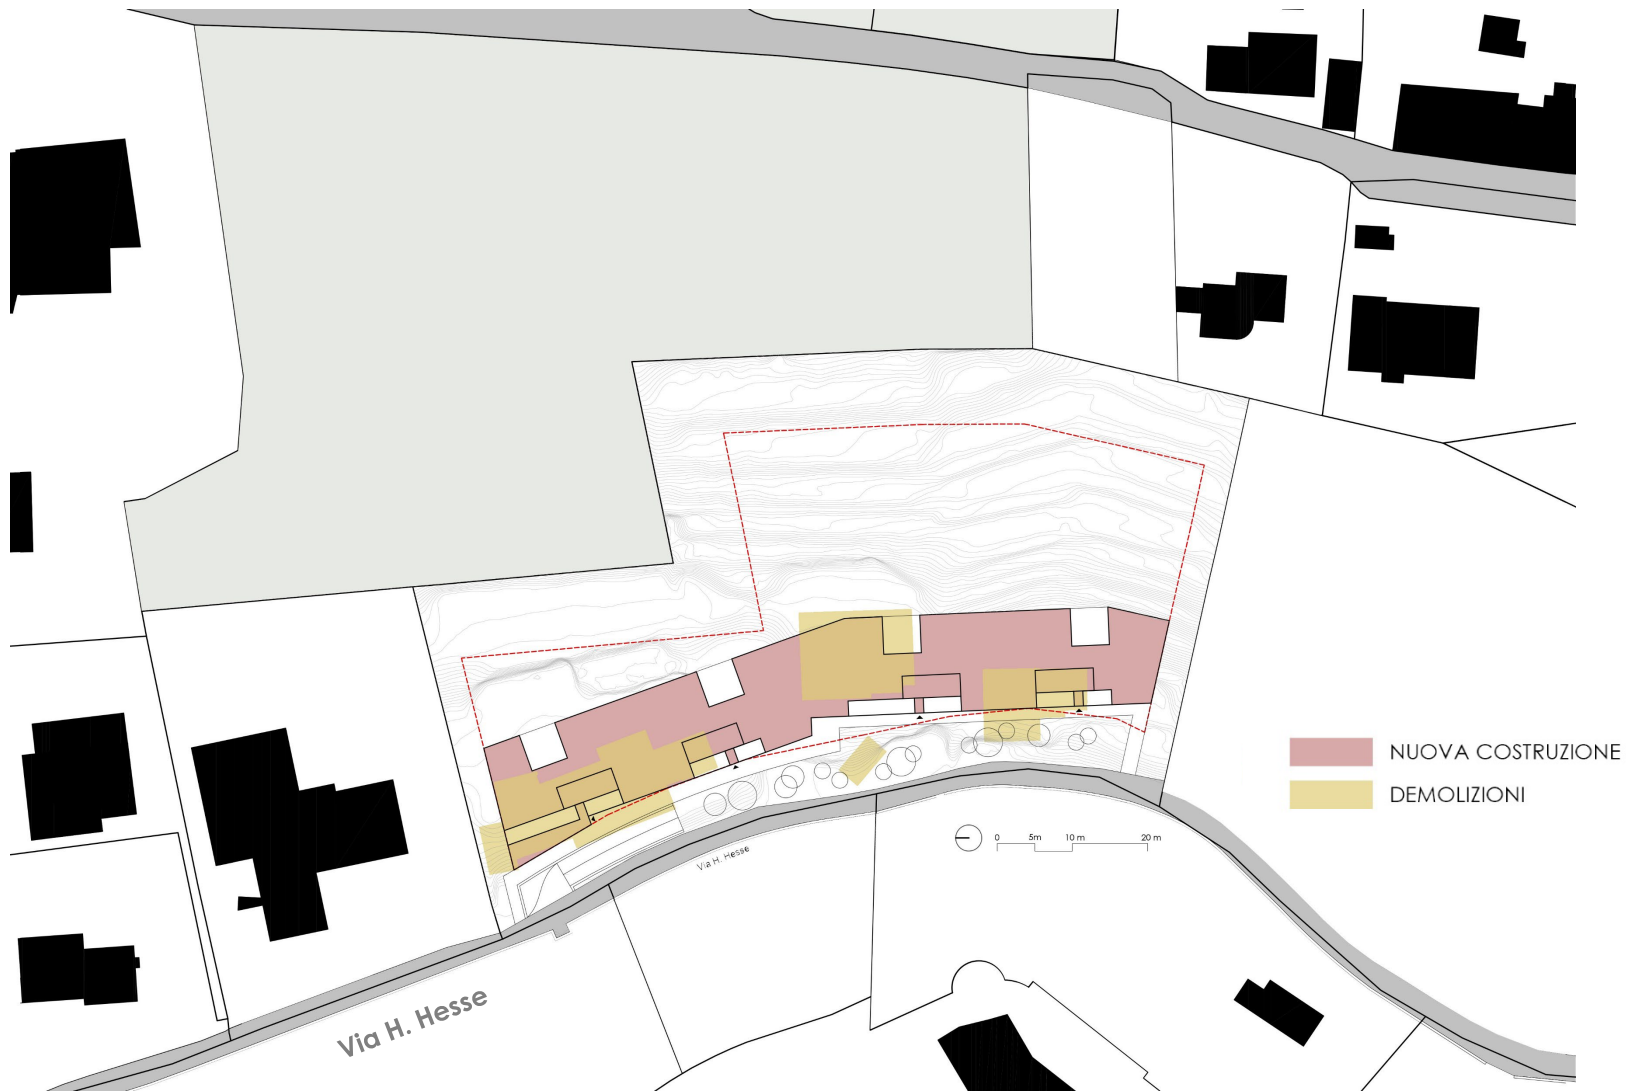 NUOVA COSTRUZIONE
DEMOLIZIONI
0 5m 10 m 20 m
Via H. Hesse
Via H. Hesse